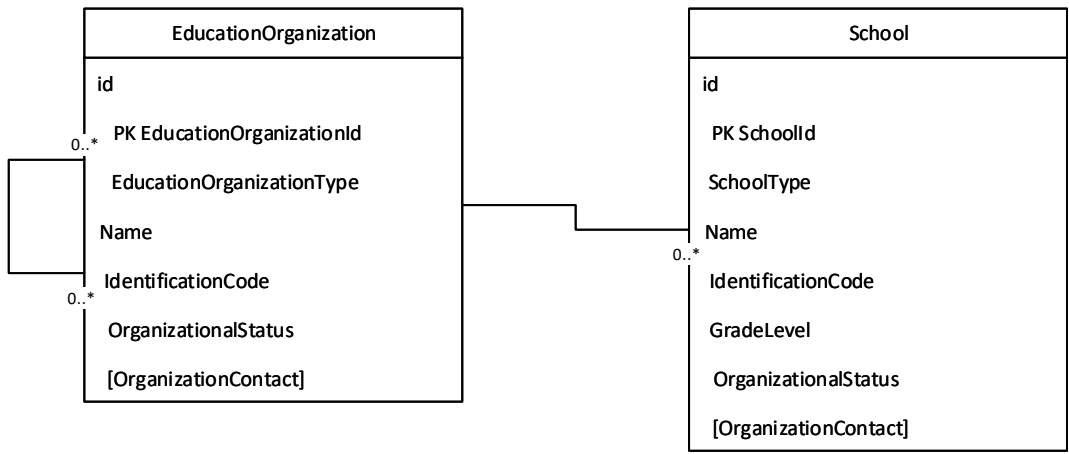 EducationOrganization
id
PK EducationOrganizationId
0..*
EducationOrganizationType
Name
IdentificationCode
0..*
OrganizationalStatus
[OrganizationContact]
School
id
PK SchoolId
SchoolType
Name
0..*
IdentificationCode
GradeLevel
OrganizationalStatus
[OrganizationContact]